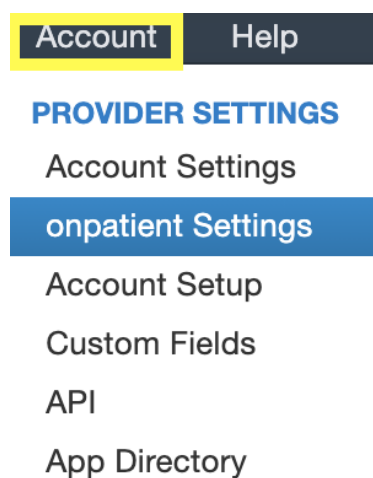 Account Help
PROVIDER SETTINGS
Account Settings
onpatient Settings
Account Setup
Custom Fields
API
App Directory